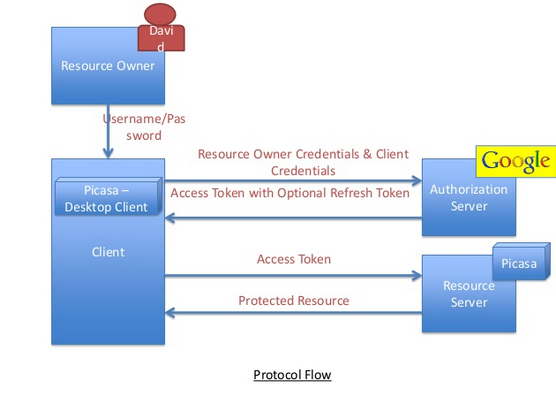 Davi
d
Resource Owner
Username/Pas
sword
Resource Owner Credentials & Client
Credentials
Google
Picasa –
Desktop Client
Access Token with Optional Refresh Token
Authorization
Server
Client
Access Token
Picasa
Resource
Server
Protected Resource
Protocol Flow